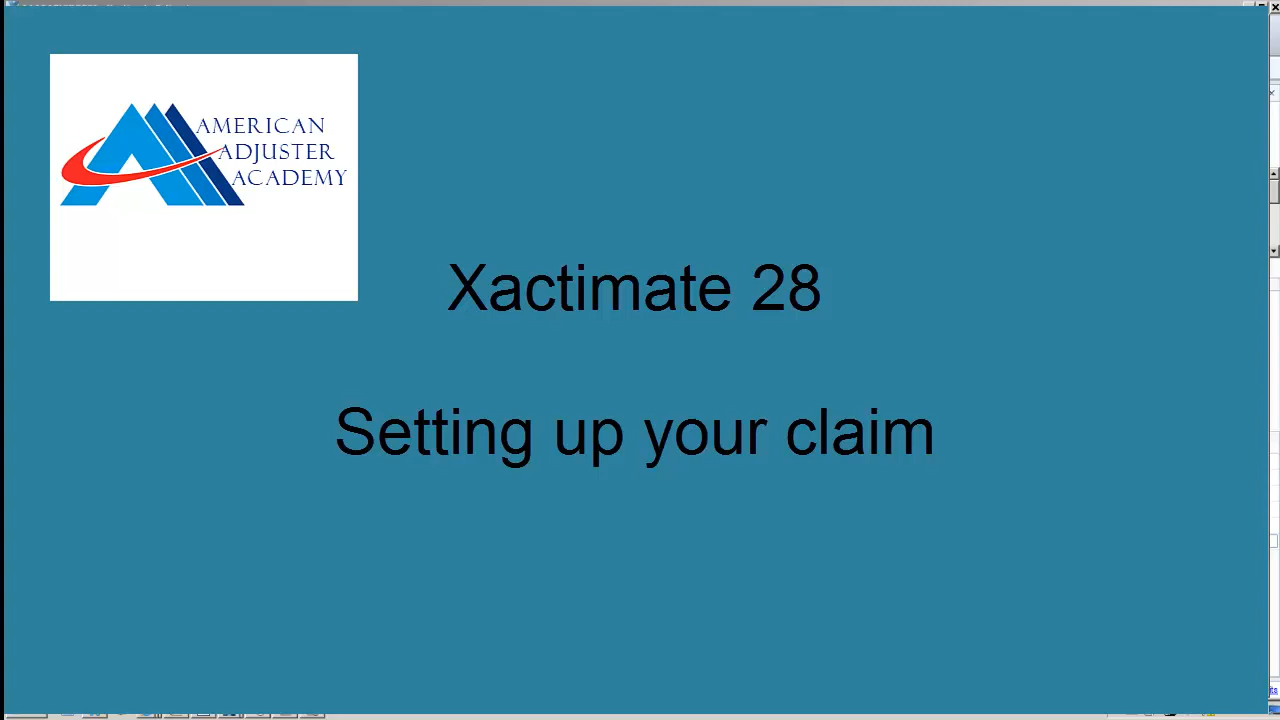 AMERICAN
ADJUSTER
ACADEMY
Xactimate 28
Setting up your claim